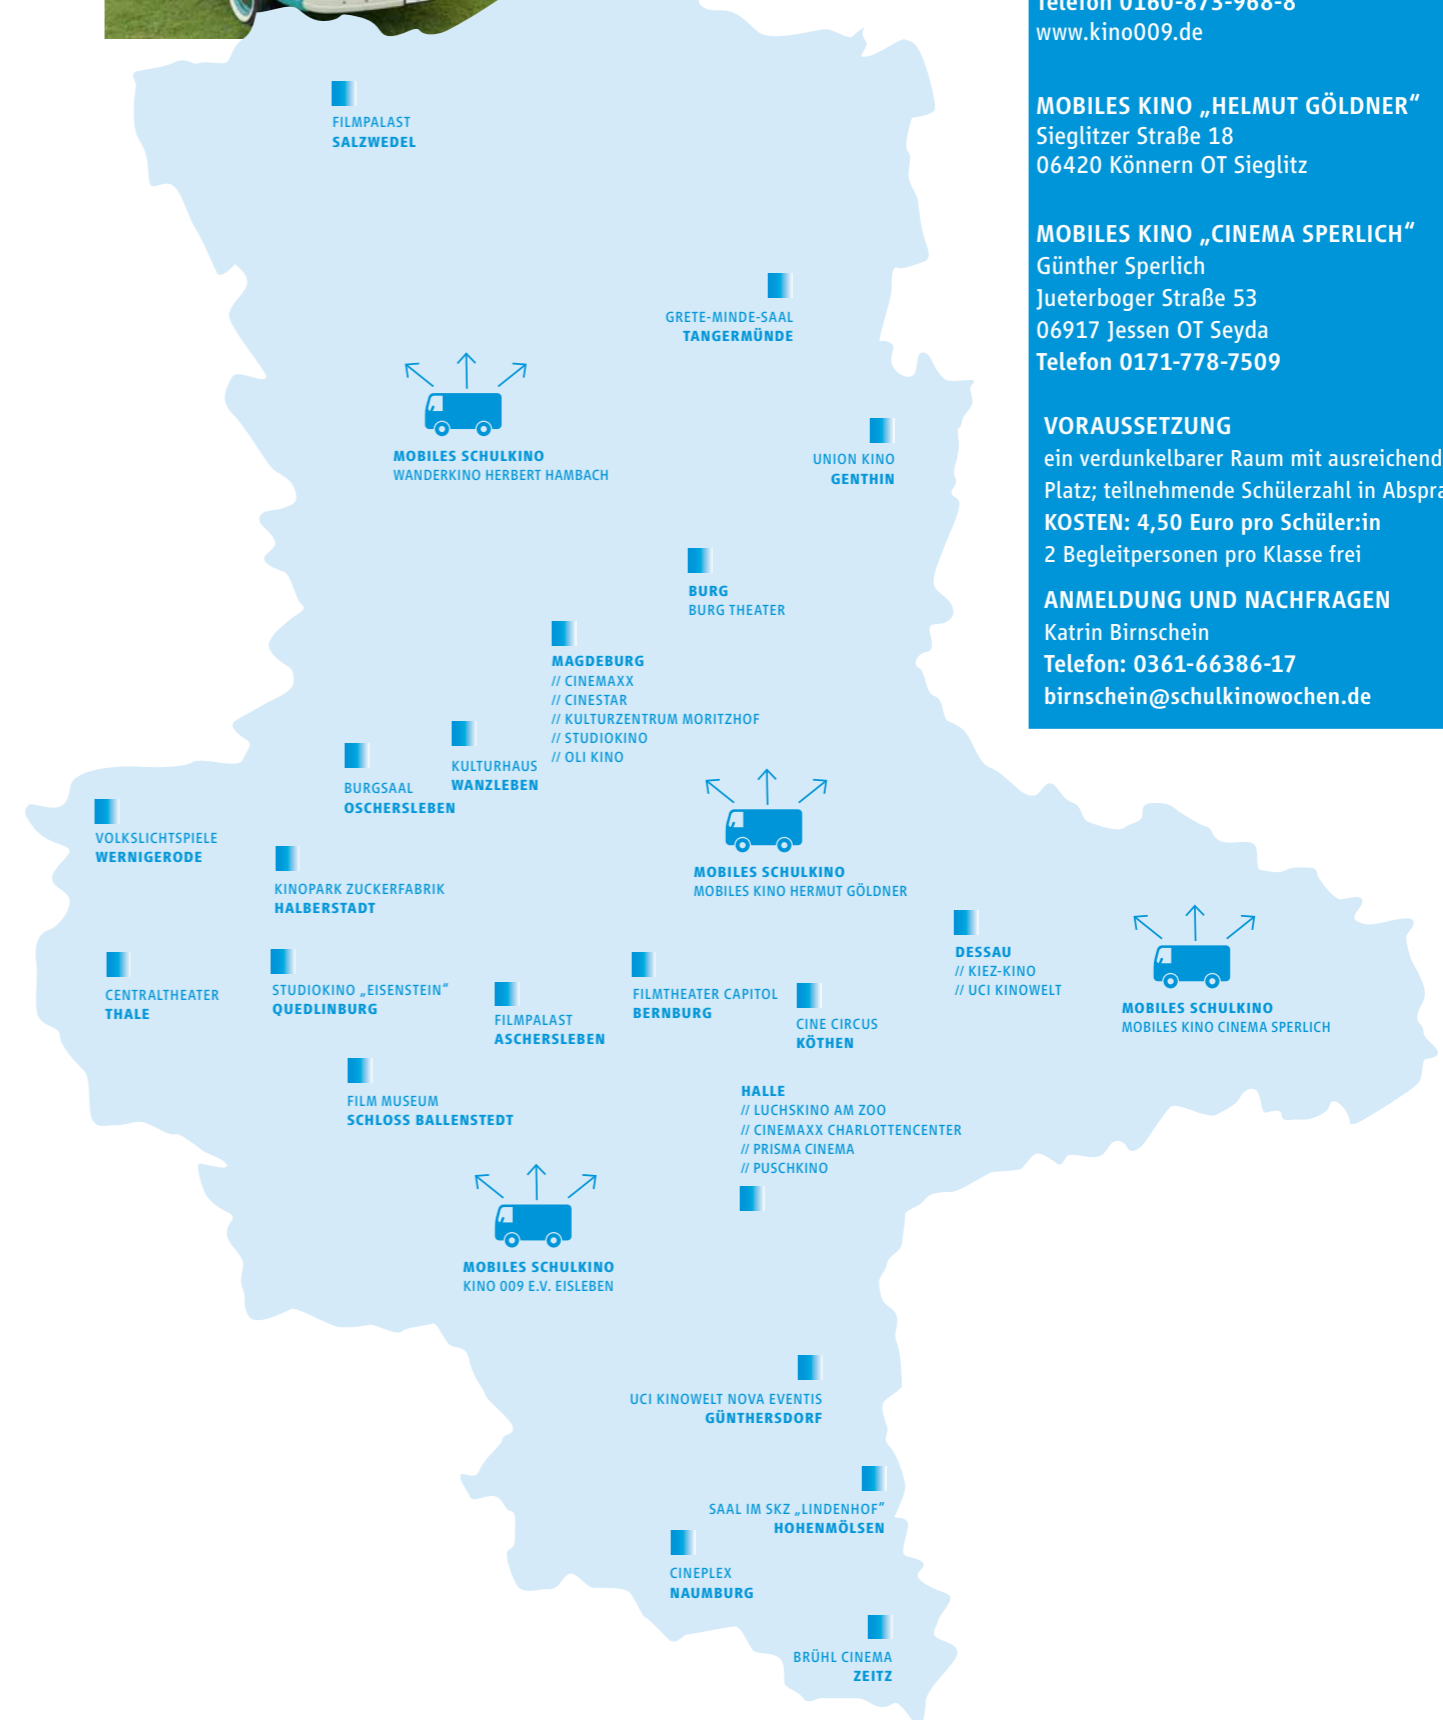 FILMPALAST
SALZWEDEL
GRETE-MINDE-SAAL
TANGERMÜNDE
MOBILES SCHULKINO
WANDERKINO HERBERT HAMBACH
UNION KINO
GENTHIN
BURG
BURG THEATER
MAGDEBURG
// CINEMAXX
// CINESTAR
// KULTURZENTRUM MORITZHOF
// STUDIOKINO
// OLI KINO
KULTURHAUS
WANZLEBEN
BURGSAAL
OSCHERSLEBEN
VOLKSLICHTSPIELE
WERNIGERODE
KINOPARK ZUCKERFABRIK
HALBERSTADT
MOBILES SCHULKINO
MOBILES KINO HERMUT GÖLDNER
DESSAU
// KIEZ-KINO
// UCI KINOWELT
MOBILES SCHULKINO
MOBILES KINO CINEMA SPERLICH
CENTRALTHEATER
THALE
STUDIOKINO „EISENSTEIN“
QUEDLINBURG
FILMPALAST
ASCHERSLEBEN
FILMTHEATER CAPITOL
BERNBURG
CINE CIRCUS
KÖTHEN
FILM MUSEUM
SCHLOSS BALLENSTEDT
HALLE
// LUCHSKINO AM ZOO
// CINEMAXX CHARLOTTENCENTER
// PRISMA CINEMA
// PUSCHKINO
MOBILES SCHULKINO
KINO 009 E.V. EISLEBEN
UCI KINOWELT NOVA EVENTIS
GÜNTHERSDORF
SAAL IM SKZ „LINDENHOF“
HOHENMÖLSEN
CINEPLEX
NAUMBURG
BRÜHL CINEMA
ZEITZ
Telefon 0160-873-968-8
www.kino009.de
MOBILES KINO „HELMUT GÖLDNER“
Sieglitzer Straße 18
06420 Könnern OT Sieglitz
MOBILES KINO „CINEMA SPERLICH“
Günther Sperlich
Jueterboger Straße 53
06917 Jessen OT Seyda
Telefon 0171-778-7509
VORAUSSETZUNG
ein verdunkelbarer Raum mit ausreichend
Platz; teilnehmende Schülerzahl in Abspra
KOSTEN: 4,50 Euro pro Schüler:in
2 Begleitpersonen pro Klasse frei
ANMELDUNG UND NACHFRAGEN
Katrin Birnschein
Telefon: 0361-66386-17
birnschein@schulkinowochen.de